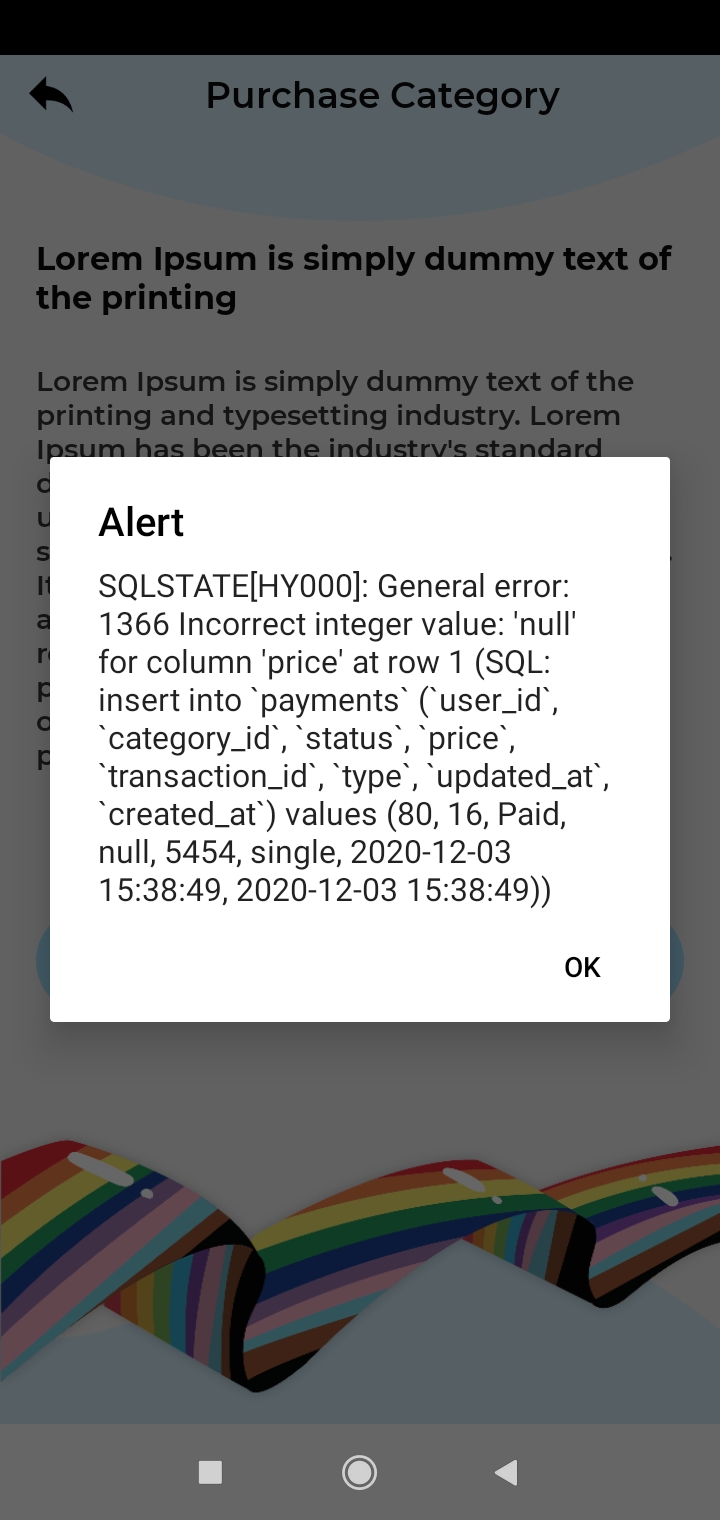 Purchase Category
Lorem Ipsum is simply dummy text of
the printing
Lorem Ipsum is simply dummy text of the
printing and typesetting industry. Lorem
Ipsum has been the industry's standard
Alert
SQLSTATE[HY000]: General error:
1366 Incorrect integer value: 'null'
for column 'price' at row 1 (SQL:
insert into `payments` (`user_id`,
`category_id`, `status`, `price`,
`transaction_id`, `type`, `updated_at`,
`created_at`) values (80, 16, Paid,
null, 5454, single, 2020-12-03
15:38:49, 2020-12-03 15:38:49))
OK